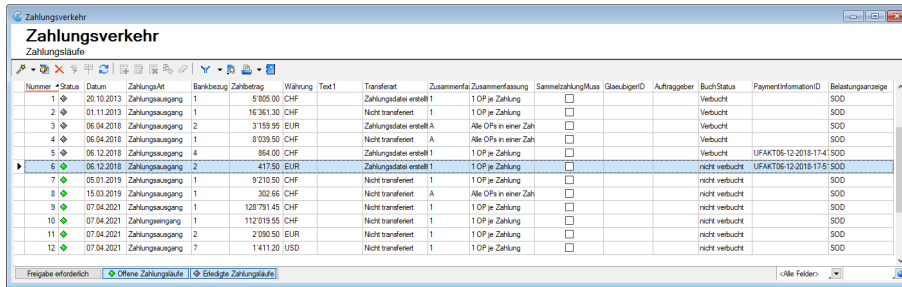 Zahlungsverkehr
Zahlungsverkehr
Zahlungsläufe
Nummer Status Datum ZahlungsArt Bankbezug Zahlbetrag Währung Text1 Transferart Zusammenfa Zusammenfassung SammelzahlungMuss GlaeubigerID Auftraggeber BuchStatus PaymentInformationID Belastungsanzeige
1 20.10.2013 Zahlungsausgang 1 5'805.00 CHF Zahlungsdatei erstellt 1 1 OP je Zahlung Verbucht SOD
2 01.11.2013 Zahlungsausgang 1 16'361.30 CHF Nicht transferiert 1 1 OP je Zahlung Verbucht SOD
3 06.04.2018 Zahlungsausgang 2 3'159.95 EUR Zahlungsdatei erstellt A Alle OPs in einer Zah Verbucht SOD
4 06.04.2018 Zahlungsausgang 1 8'039.50 CHF Nicht transferiert A Alle OPs in einer Zah Verbucht SOD
5 06.12.2018 Zahlungsausgang 4 864.00 CHF Zahlungsdatei erstellt 1 1 OP je Zahlung Verbucht UFAKT06-12-2018-17-47 SOD
6 06.12.2018 Zahlungsausgang 2 417.50 EUR Zahlungsdatei erstellt 1 1 OP je Zahlung nicht verbucht UFAKT06-12-2018-17-5 SOD
7 05.01.2019 Zahlungsausgang 1 9'210.50 CHF Nicht transferiert 1 1 OP je Zahlung nicht verbucht SOD
8 15.03.2019 Zahlungsausgang 1 302.66 CHF Nicht transferiert A Alle OPs in einer Zah nicht verbucht SOD
9 07.04.2021 Zahlungsausgang 1 128'791.45 CHF Nicht transferiert 1 1 OP je Zahlung nicht verbucht SOD
10 07.04.2021 Zahlungseingang 1 112'019.55 CHF Nicht transferiert 1 1 OP je Zahlung nicht verbucht SOD
11 07.04.2021 Zahlungsausgang 2 2'090.50 EUR Nicht transferiert 1 1 OP je Zahlung nicht verbucht SOD
12 07.04.2021 Zahlungsausgang 7 1'411.20 USD Nicht transferiert 1 1 OP je Zahlung nicht verbucht SOD
Freigabe erforderlich Offene Zahlungsläufe Erledigte Zahlungsläufe <Alle Felder>